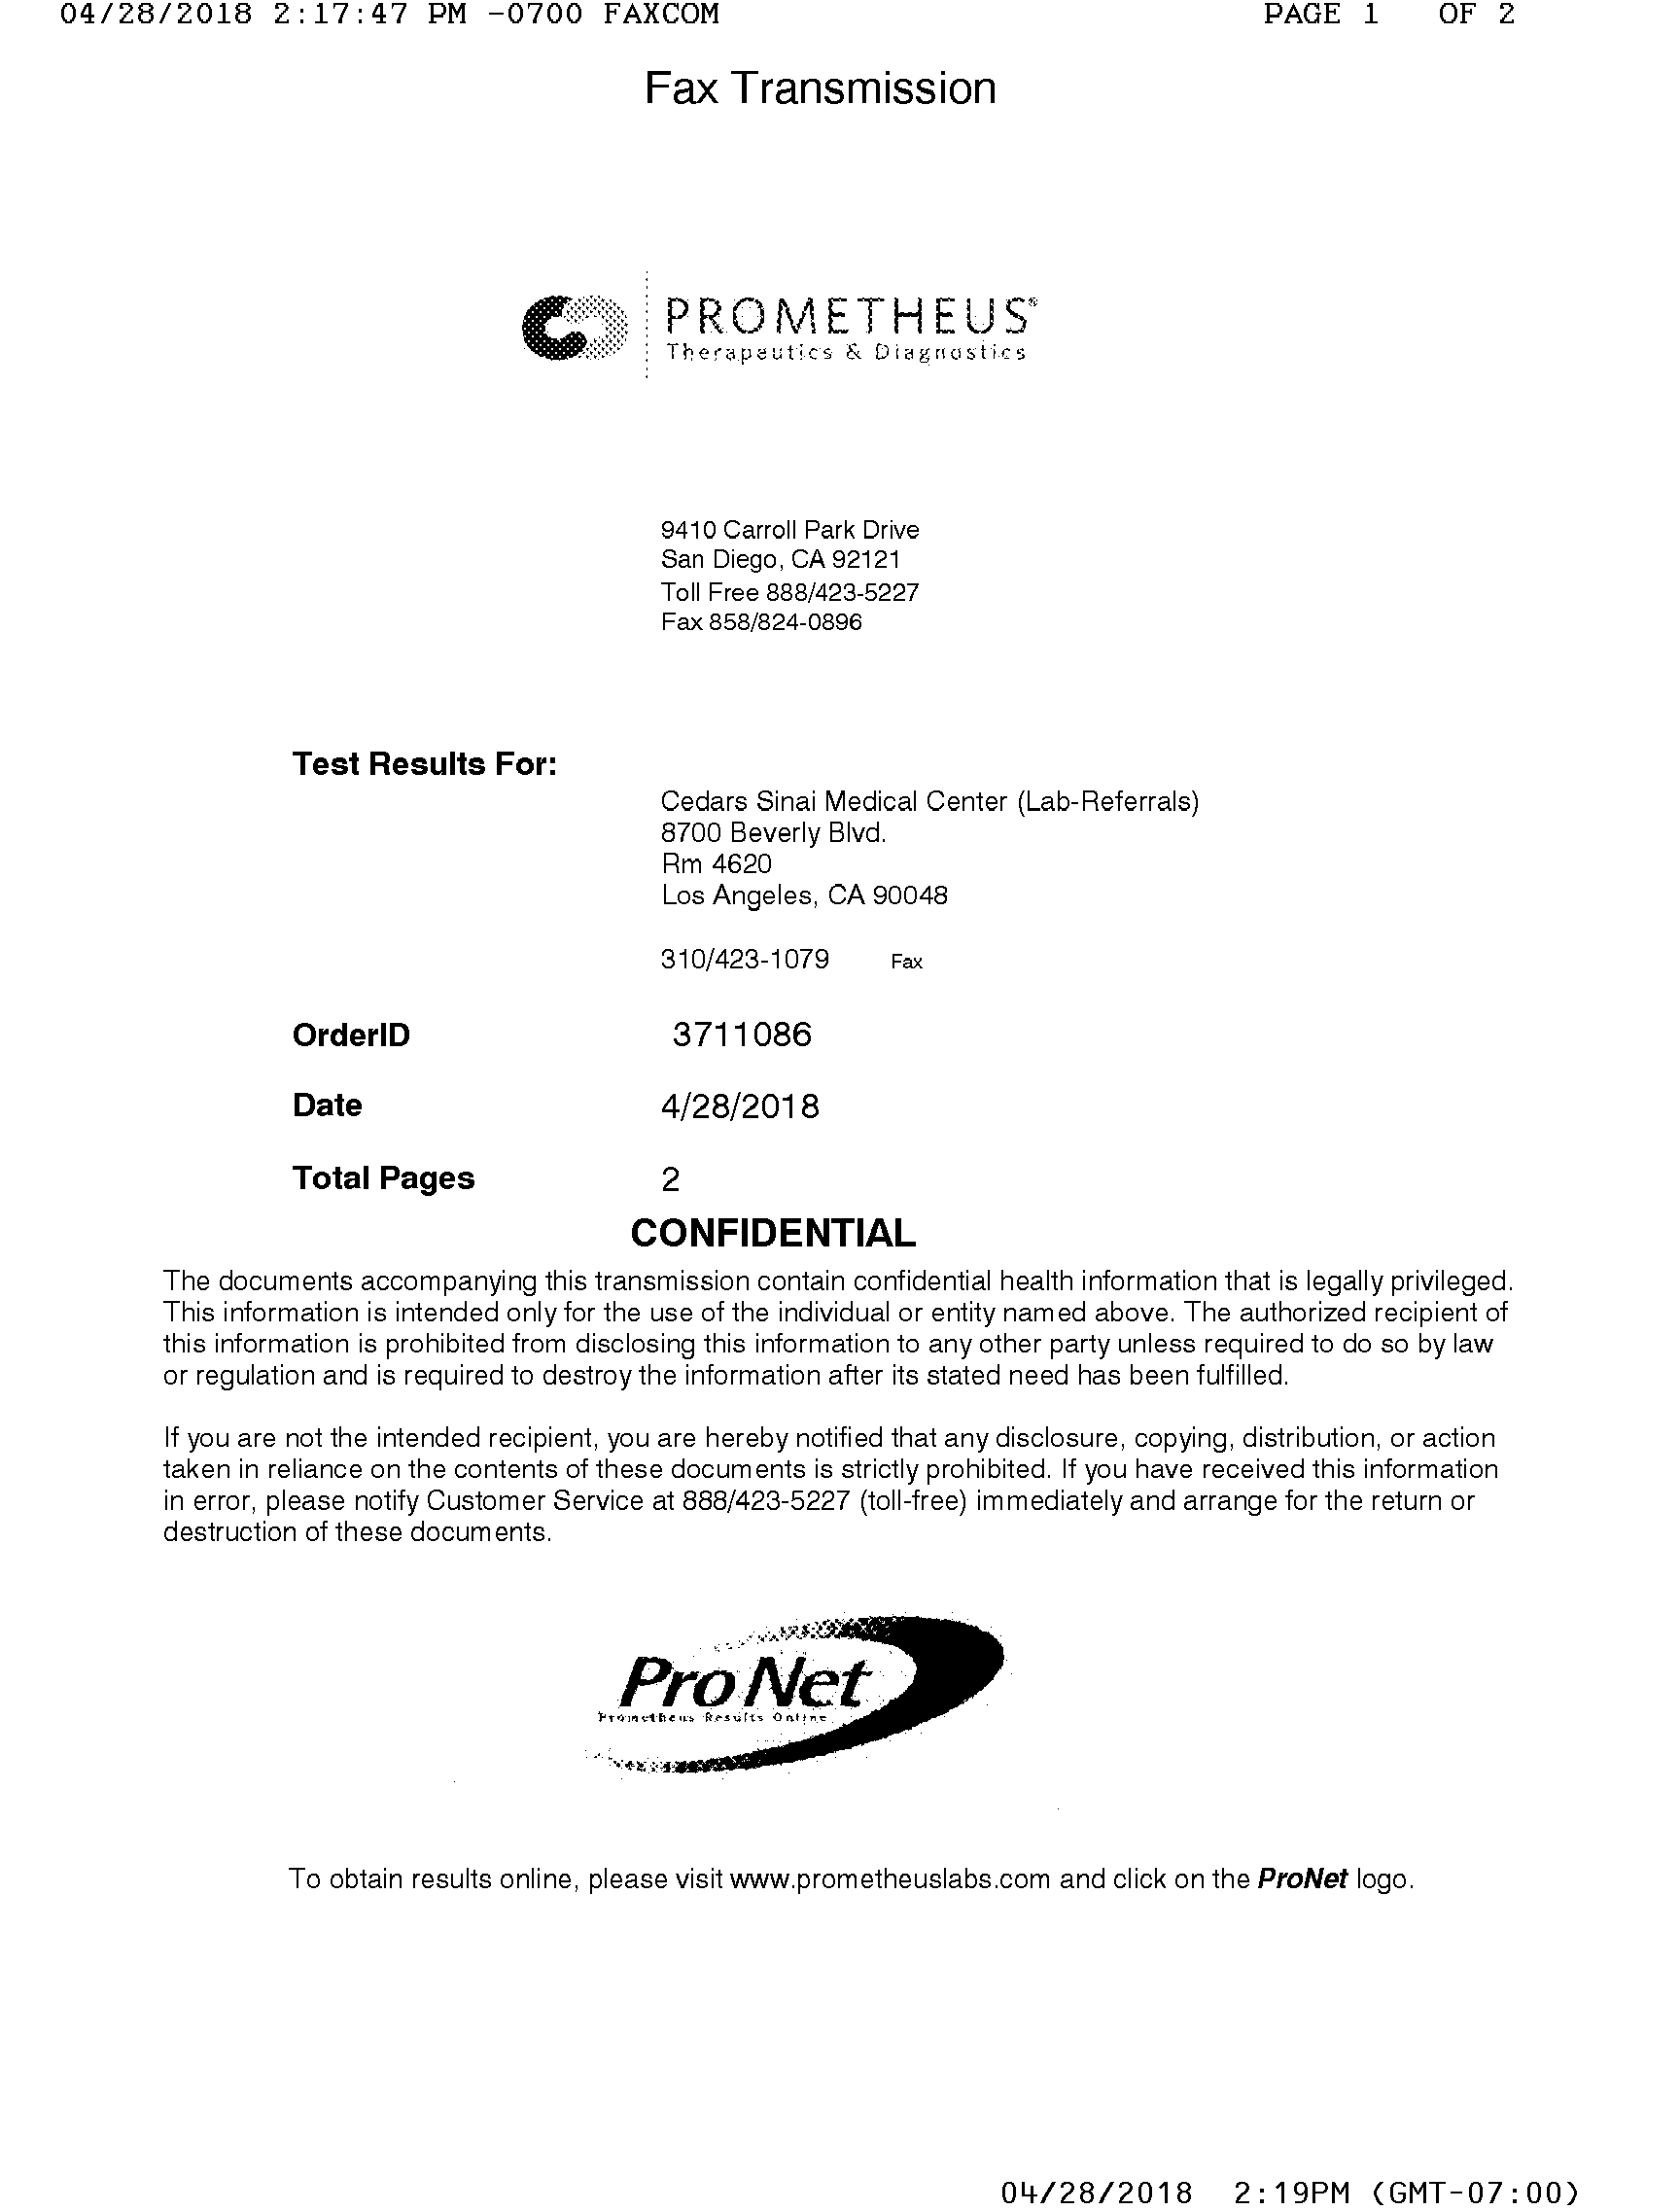 04/28/2018 2:17:47 PM -0700 FAXCOM PAGE 1 OF 2
Fax Transmission
PROMETHEUS®
Therapeutics & Diagnostics
9410 Carroll Park Drive
San Diego, CA 92121
Toll Free 888/423-5227
Fax 858/824-0896
Test Results For:
Cedars Sinai Medical Center (Lab-Referrals)
8700 Beverly Blvd.
Rm 4620
Los Angeles, CA 90048
310/423-1079 Fax
OrderID 3711086
Date 4/28/2018
Total Pages 2
CONFIDENTIAL
The documents accompanying this transmission contain confidential health information that is legally privileged.
This information is intended only for the use of the individual or entity named above. The authorized recipient of
this information is prohibited from disclosing this information to any other party unless required to do so by law
or regulation and is required to destroy the information after its stated need has been fulfilled.
If you are not the intended recipient, you are hereby notified that any disclosure, copying, distribution, or action
taken in reliance on the contents of these documents is strictly prohibited. If you have received this information
in error, please notify Customer Service at 888/423-5227 (toll-free) immediately and arrange for the return or
destruction of these documents.
ProNet
Prometheus Results Online
To obtain results online, please visit www.prometheuslabs.com and click on the ProNet logo.
04/28/2018 2:19PM (GMT-07:00)